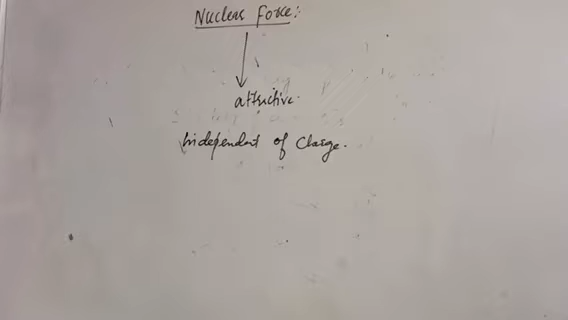 Nuclear Force:
attractive.
independent of Charge.